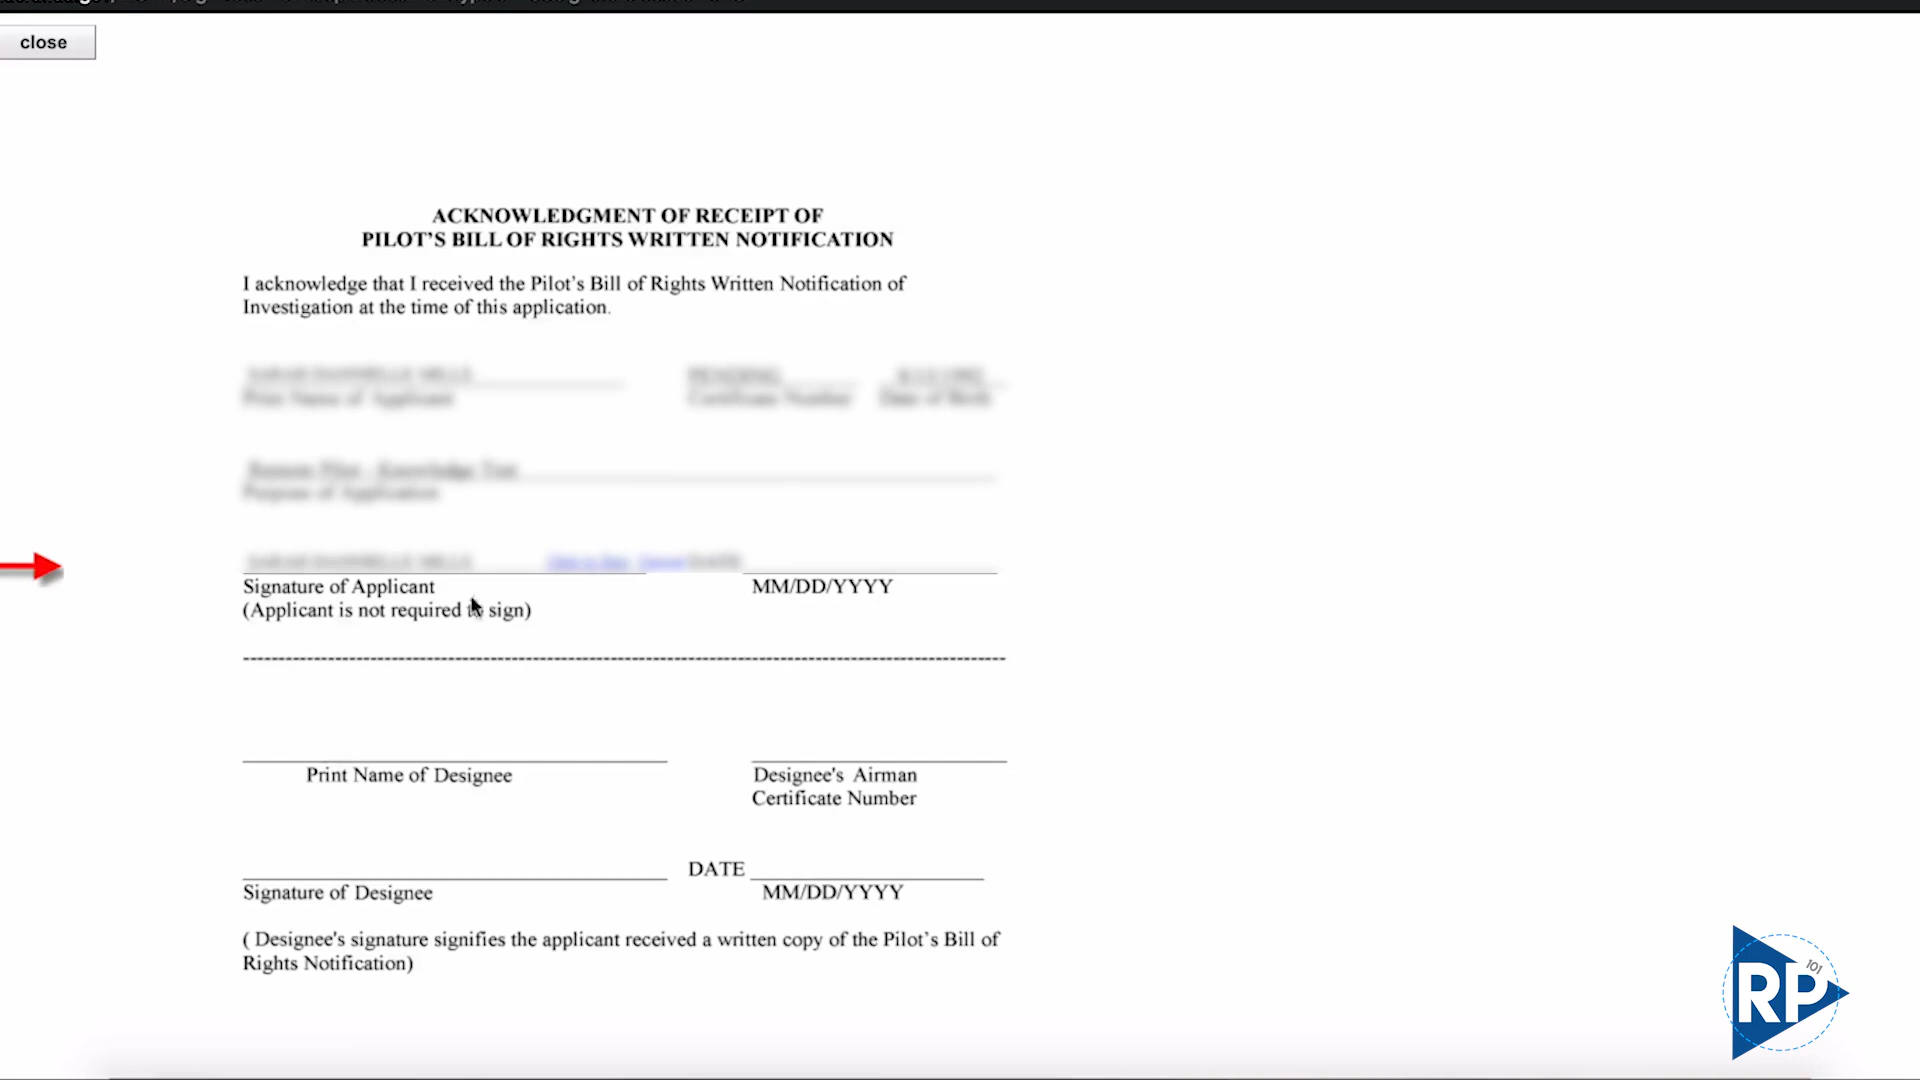 close
ACKNOWLEDGMENT OF RECEIPT OF
PILOT’S BILL OF RIGHTS WRITTEN NOTIFICATION
I acknowledge that I received the Pilot’s Bill of Rights Written Notification of
Investigation at the time of this application.
Signature of Applicant MM/DD/YYYY
(Applicant is not required to sign)
Print Name of Designee Designee's Airman
Certificate Number
DATE
Signature of Designee MM/DD/YYYY
( Designee's signature signifies the applicant received a written copy of the Pilot’s Bill of
Rights Notification)
RP 101